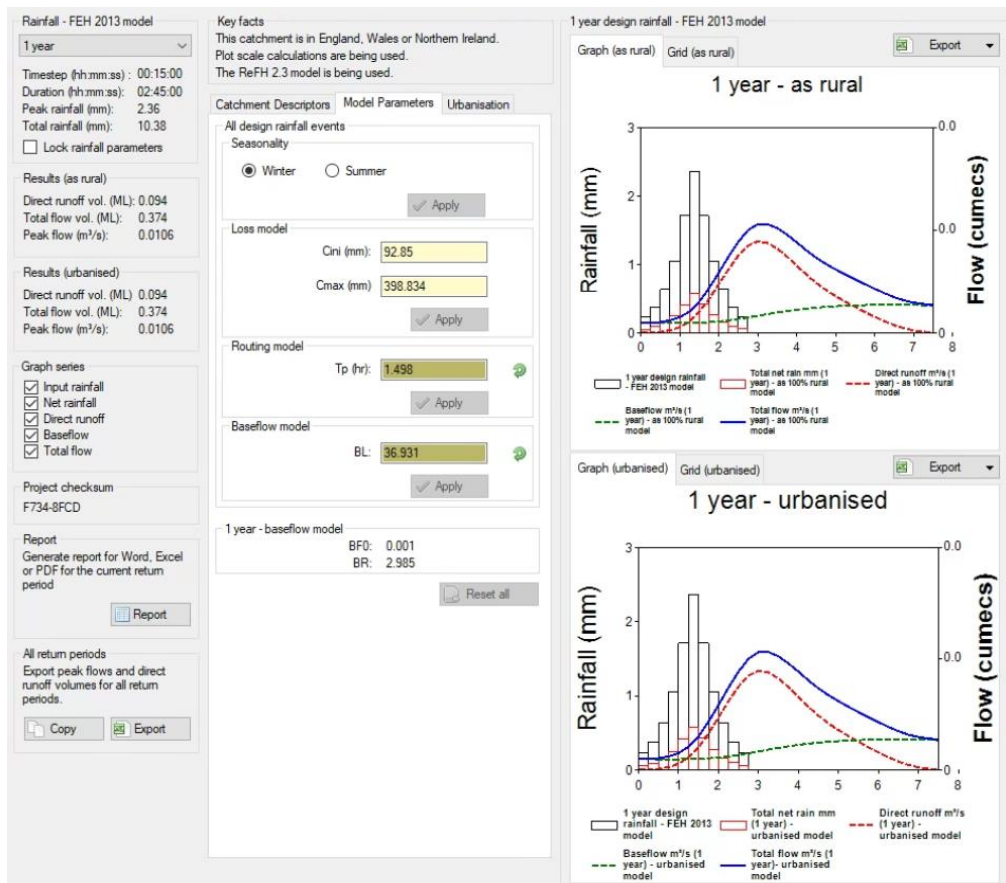 Rainfall - FEH 2013 model
1 year
Timestep (hh:mm:ss) : 00:15:00
Duration (hh:mm:ss): 02:45:00
Peak rainfall (mm): 2.36
Total rainfall (mm): 10.38
Lock rainfall parameters
Results (as rural)
Direct runoff vol. (ML): 0.094
Total flow vol. (ML): 0.374
Peak flow (m³/s): 0.0106
Results (urbanised)
Direct runoff vol. (ML) 0.094
Total flow vol. (ML): 0.374
Peak flow (m³/s): 0.0106
Graph series
Input rainfall
Net rainfall
Direct runoff
Baseflow
Total flow
Project checksum
F734-8FCD
Report
Generate report for Word, Excel
or PDF for the current return
period
Report
All return periods
Export peak flows and direct
runoff volumes for all return
periods.
Copy Export
Key facts
This catchment is in England, Wales or Northern Ireland.
Plot scale calculations are being used.
The ReFH 2.3 model is being used.
Catchment Descriptors Model Parameters Urbanisation
All design rainfall events
Seasonality
Winter Summer
Apply
Loss model
Cini (mm): 92.85
Cmax (mm) 398.834
Apply
Routing model
Tp (hr): 1.498
Apply
Baseflow model
BL: 36.931
Apply
1 year - baseflow model
BF0: 0.001
BR: 2.985
Reset all
1 year design rainfall - FEH 2013 model
Graph (as rural) Grid (as rural) Export
1 year - as rural
Rainfall (mm)
3
2
1
0
0.0
0.0
0 1 2 3 4 5 6 7 0 -
Flow (cumecs)
1 year design rainfall
- FEH 2013 model
Total net rain mm (1
year) - as 100% rural
model
Direct runoff m³/s (1
year) - as 100% rural
model
Baseflow m³/s (1
year) - as 100% rural
model
Total flow m³/s (1
year) - as 100% rural
model
Graph (urbanised) Grid (urbanised) Export
1 year - urbanised
Rainfall (mm)
3
2
1
0
0.0
0.0
0.
0 1 2 3 4 5 6 7 8
Flow (cumecs)
1 year design
rainfall - FEH 2013
model
Total net rain mm
(1 year) -
urbanised model
Direct runoff m³/s
(1 year) -
urbanised model
Baseflow m³/s (1
year) - urbanised
model
Total flow m³/s (1
year)- urbanised
model